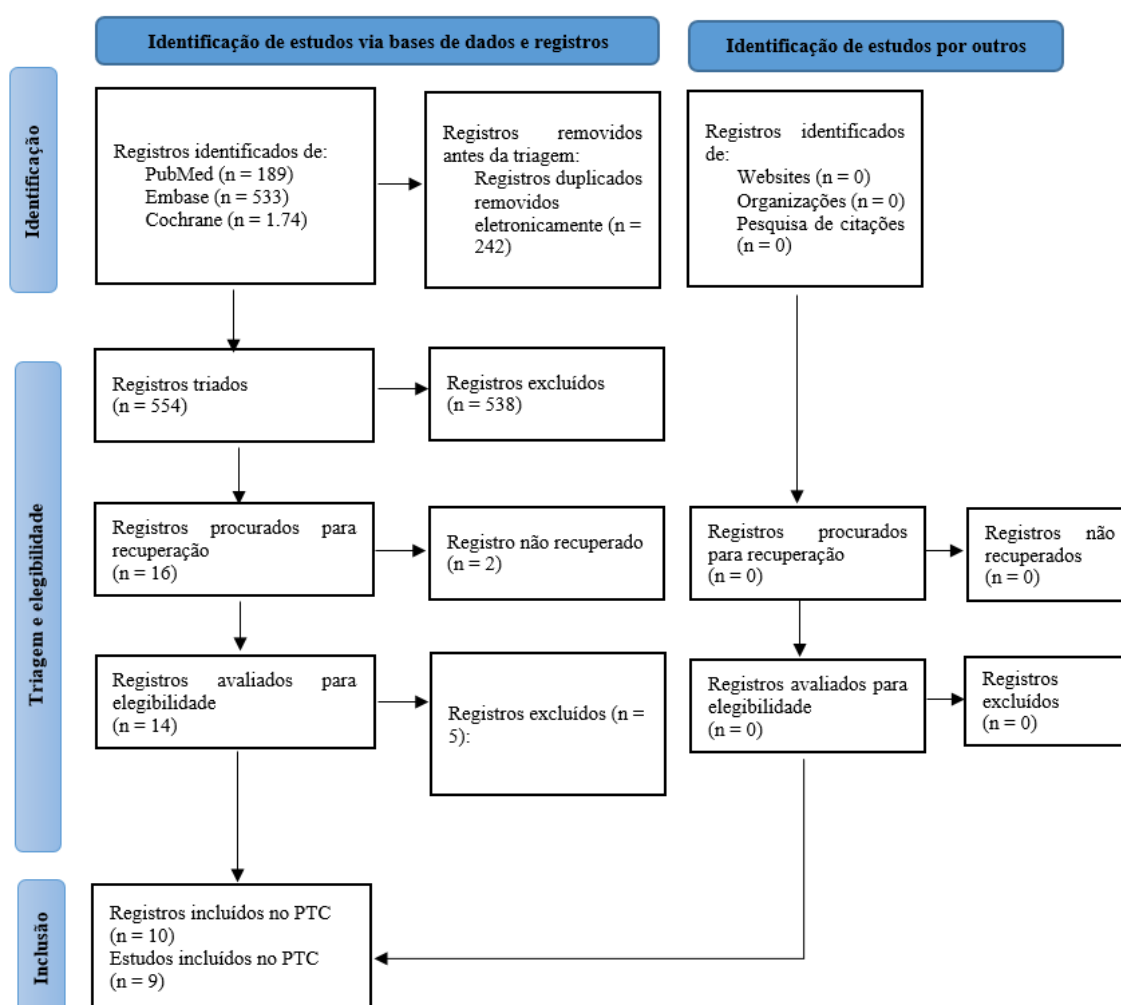 Identificação de estudos via bases de dados e registros
Identificação de estudos por outros
Identificação
Registros identificados de:
PubMed (n = 189)
Embase (n = 533)
Cochrane (n = 1.74)
Registros removidos
antes da triagem:
Registros duplicados
removidos
eletronicamente (n =
242)
Registros identificados
de:
Websites (n = 0)
Organizações (n = 0)
Pesquisa de citações
(n = 0)
Triagem e elegibilidade
Registros triados
(n = 554)
Registros excluídos
(n = 538)
Registros procurados para
recuperação
(n = 16)
Registro não recuperado
(n = 2)
Registros procurados
para recuperação
(n = 0)
Registros não
recuperados
(n = 0)
Registros avaliados para
elegibilidade
(n = 14)
Registros excluídos (n =
5):
Registros avaliados para
elegibilidade
(n = 0)
Registros
excluídos
(n = 0)
Inclusão
Registros incluídos no PTC
(n = 10)
Estudos incluídos no PTC
(n = 9)